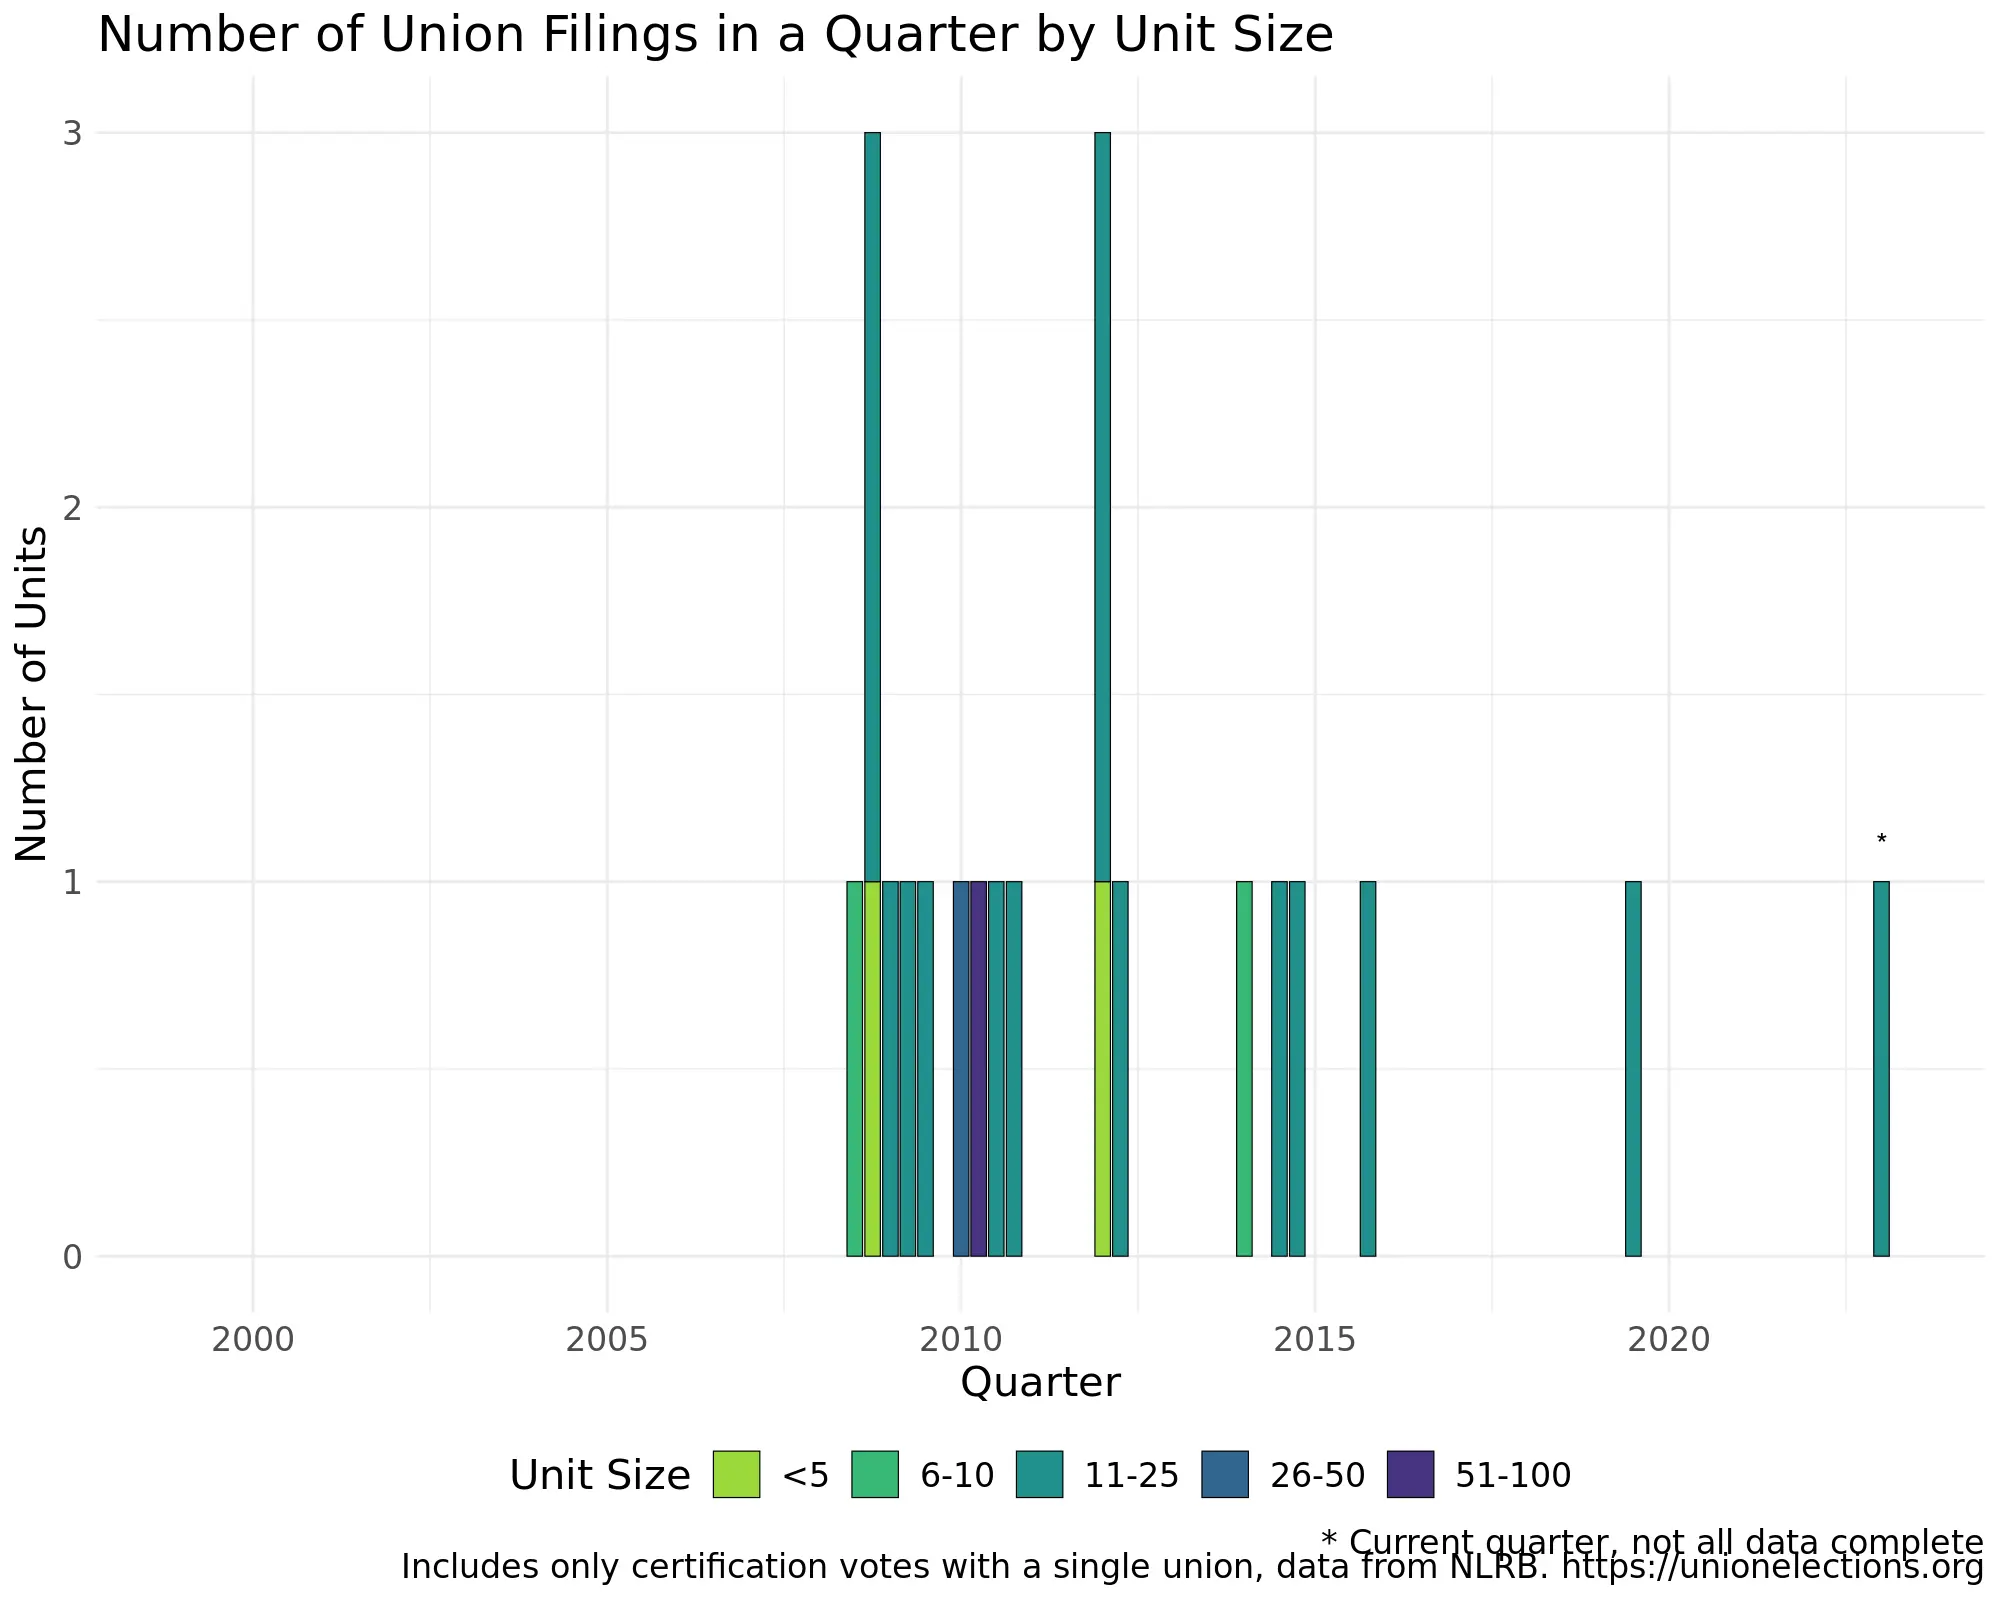 Number of Union Filings in a Quarter by Unit Size
Number of Units
3
2
1
0
*
2000 2005 2010 2015 2020
Quarter
Unit Size <5 6-10 11-25 26-50 51-100
* Current quarter, not all data complete
Includes only certification votes with a single union, data from NLRB. https://unionelections.org